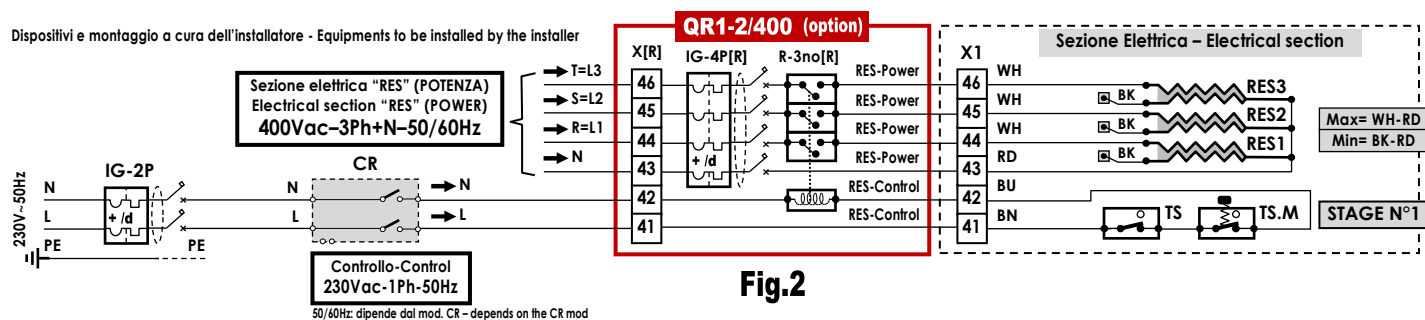 Dispositivi e montaggio a cura dell'installatore - Equipments to be installed by the installer
QR1-2/400 (option)
Sezione Elettrica – Electrical section
X[R]
IG-4P[R]
R-3no[R]
X1
Sezione elettrica "RES" (POTENZA)
Electrical section "RES" (POWER)
400Vac–3Ph+N–50/60Hz
T=L3
46
RES-Power
46
WH
RES3
S=L2
45
RES-Power
45
WH
BK
RES2
R=L1
44
RES-Power
44
WH
BK
RES1
N
43
+ /d
RES-Power
43
RD
BK
Max= WH-RD
Min= BK-RD
IG-2P
CR
230V~50Hz
N
N
N
42
RES-Control
42
BU
L
+ /d
L
L
41
RES-Control
41
BN
TS
TS.M
STAGE N°1
PE
PE
Controllo-Control
230Vac-1Ph-50Hz
50/60Hz: dipende dal mod. CR – depends on the CR mod
Fig.2